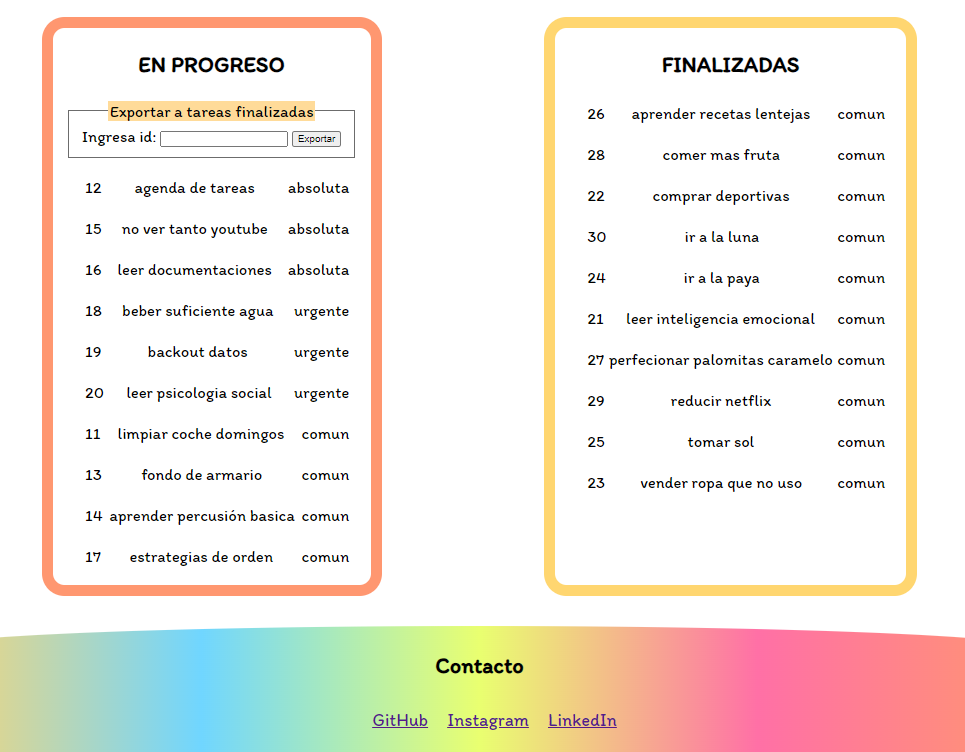 EN PROGRESO
Exportar a tareas finalizadas
Ingresa id: Exportar
12 agenda de tareas absoluta
15 no ver tanto youtube absoluta
16 leer documentaciones absoluta
18 beber suficiente agua urgente
19 backout datos urgente
20 leer psicologia social urgente
11 limpiar coche domingos comun
13 fondo de armario comun
14 aprender percusión basica comun
17 estrategias de orden comun
FINALIZADAS
26 aprender recetas lentejas comun
28 comer mas fruta comun
22 comprar deportivas comun
30 ir a la luna comun
24 ir a la paya comun
21 leer inteligencia emocional comun
27 perfecionar palomitas caramelo comun
29 reducir netflix comun
25 tomar sol comun
23 vender ropa que no uso comun
Contacto
GitHub Instagram LinkedIn